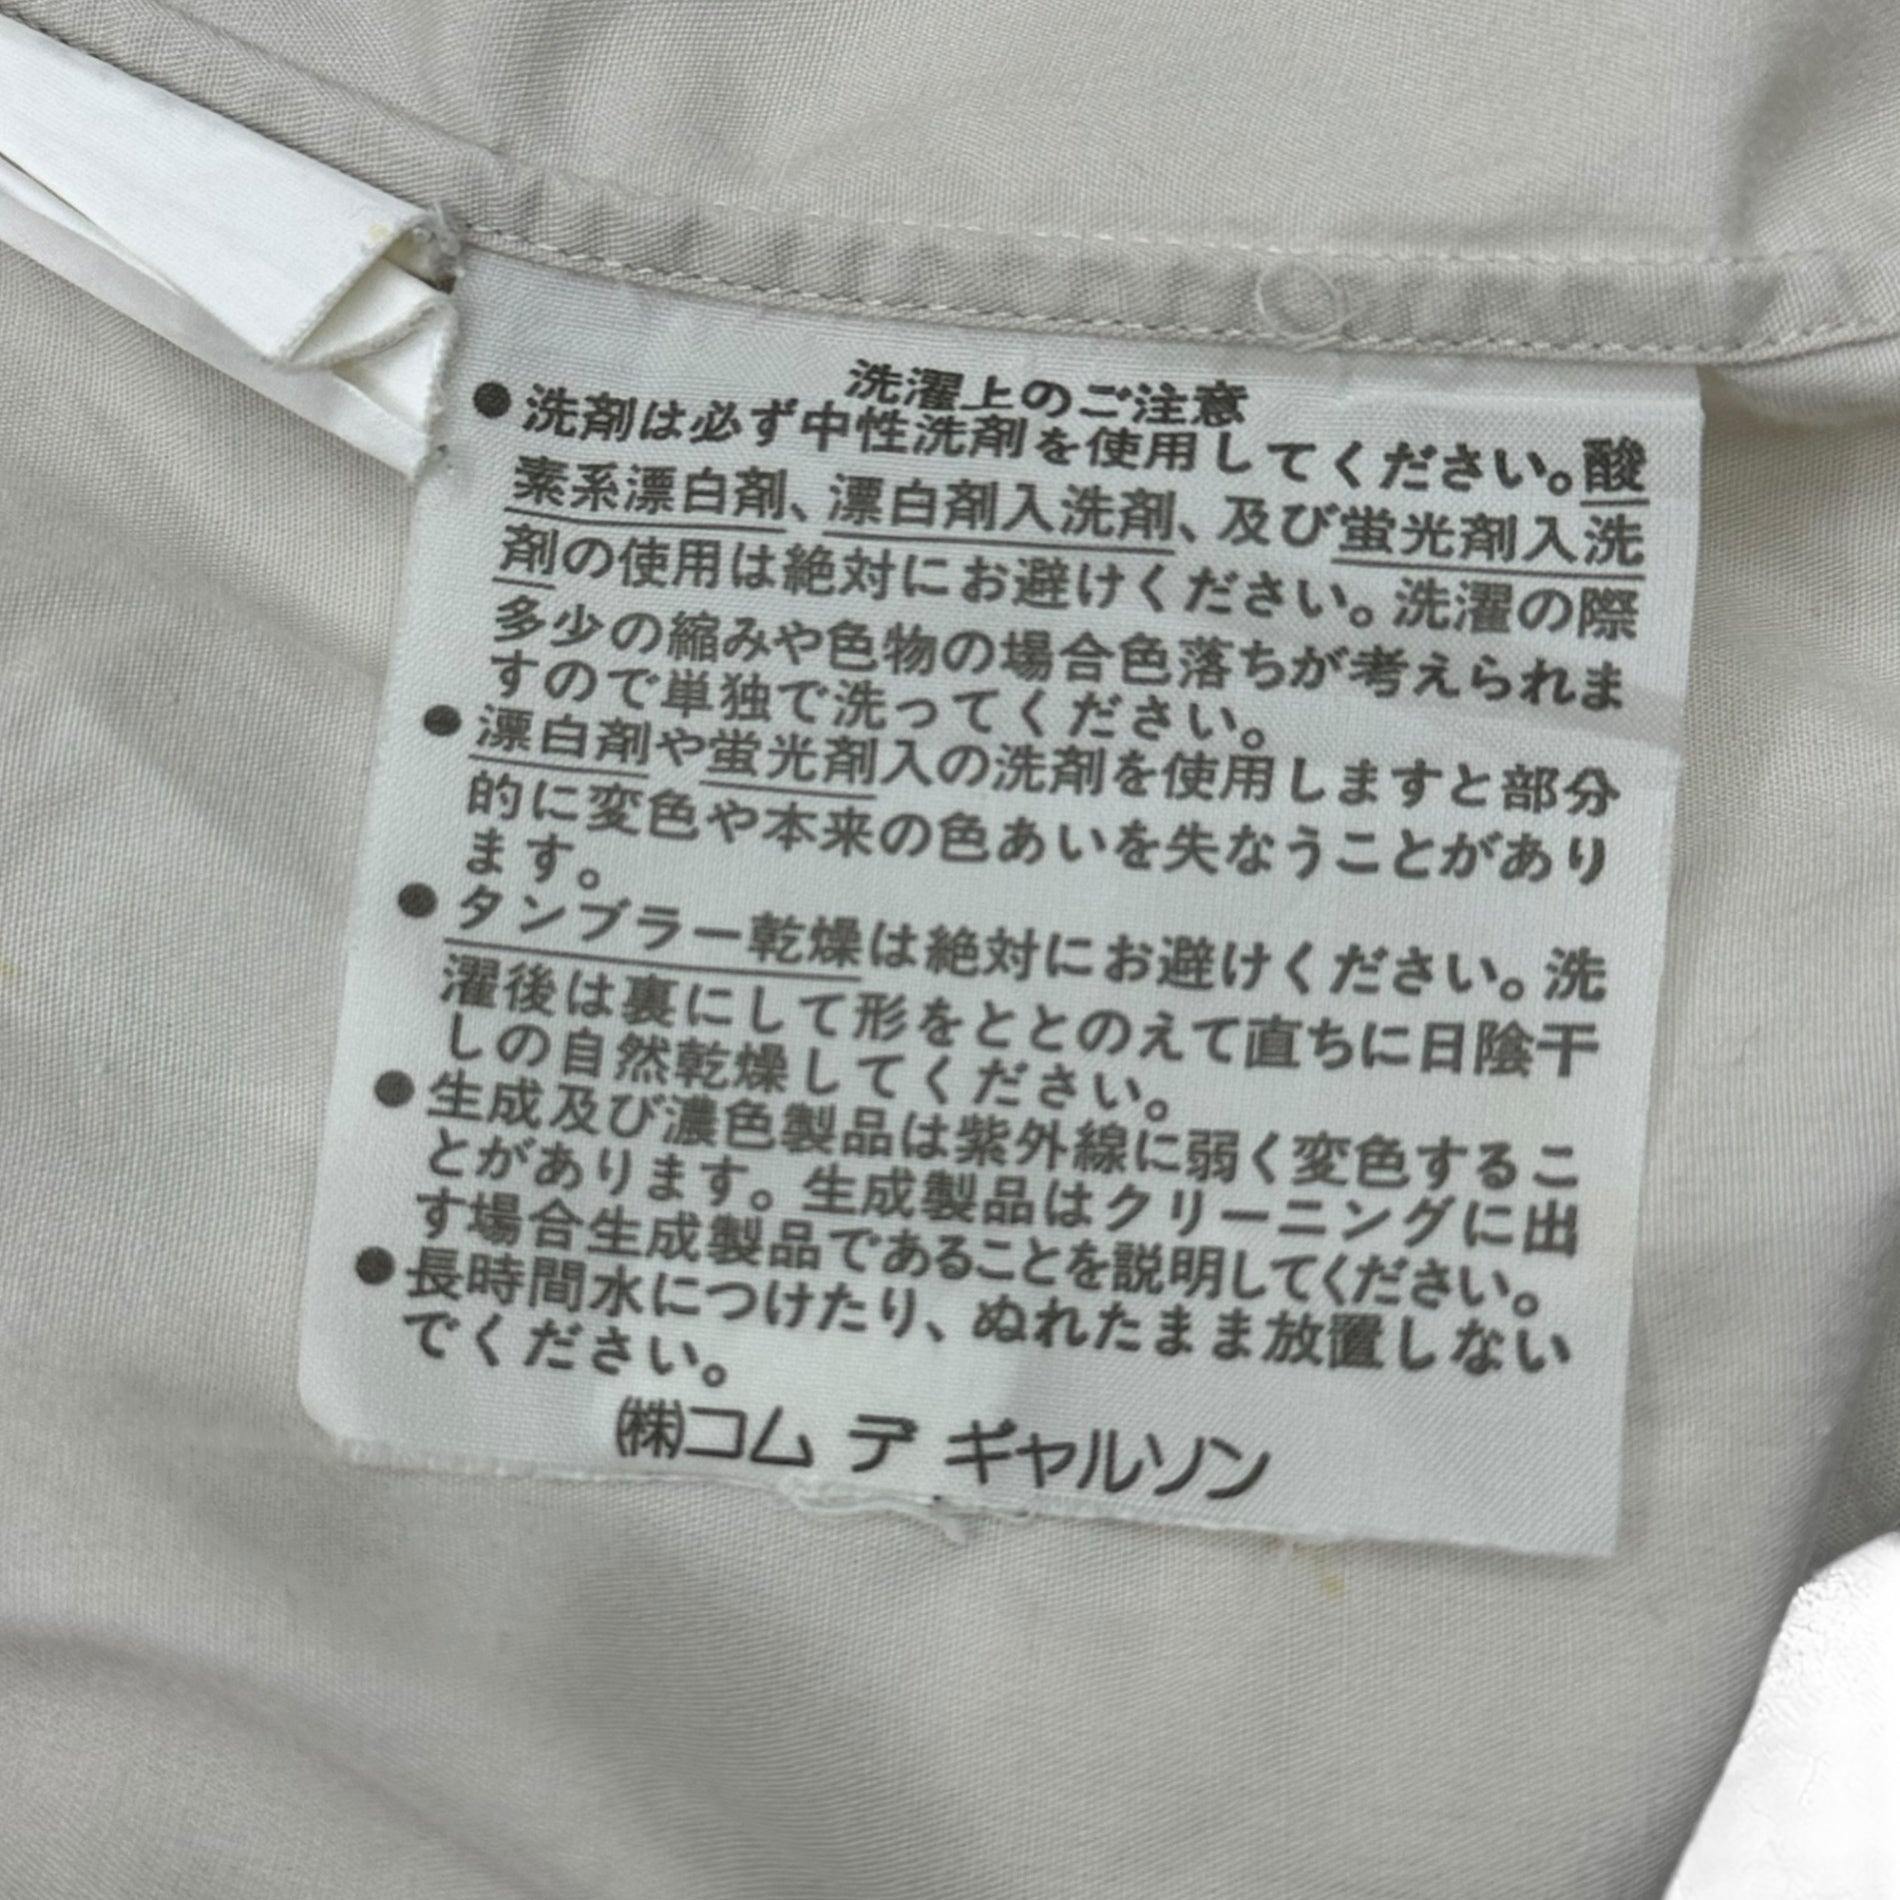 洗濯上のご注意
●洗剤は必ず中性洗剤を使用してください。酸
素系漂白剤、漂白剤入洗剤、及び蛍光剤入洗
剤の使用は絶対にお避けください。洗濯の際
多少の縮みや色物の場合色落ちが考えられま
すので単独で洗ってください。
●漂白剤や蛍光剤入の洗剤を使用しますと部分
的に変色や本来の色あいを失なうことがあり
ます。
●タンブラー乾燥は絶対にお避けください。洗
濯後は裏にして形をととのえて直ちに日陰干
しの自然乾燥してください。
●生成及び濃色製品は紫外線に弱く変色するこ
とがあります。生成製品はクリーニングに出
す場合生成製品であることを説明してください。
●長時間水につけたり、ぬれたまま放置しない
でください。
㈱コム デ ギャルソン